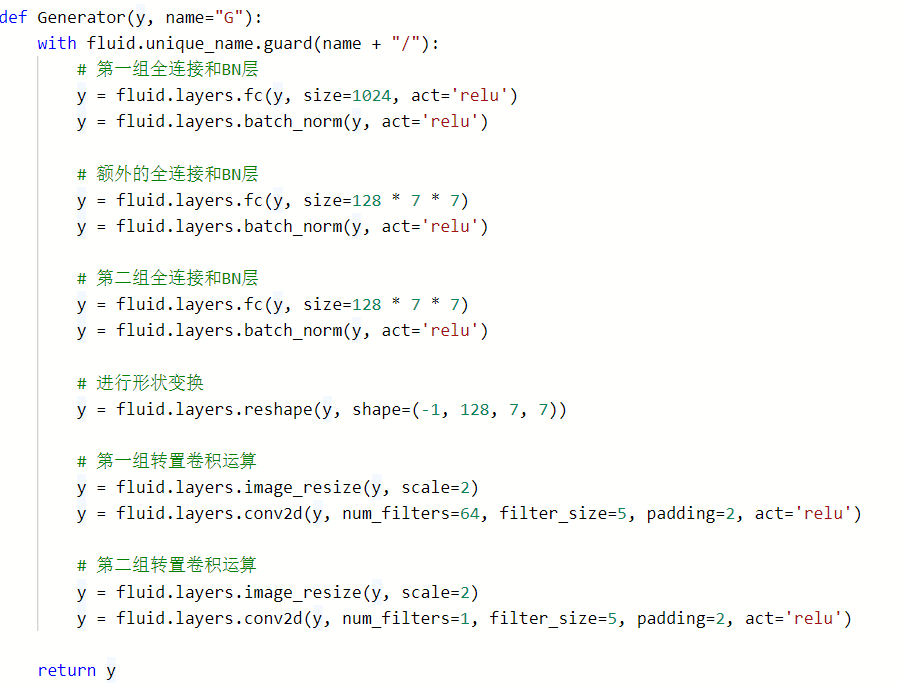 def Generator(y, name="G"):
    with fluid.unique_name.guard(name + "/"):
        # 第一组全连接和BN层
        y = fluid.layers.fc(y, size=1024, act='relu')
        y = fluid.layers.batch_norm(y, act='relu')
        # 额外的全连接和BN层
        y = fluid.layers.fc(y, size=128 * 7 * 7)
        y = fluid.layers.batch_norm(y, act='relu')
        # 第二组全连接和BN层
        y = fluid.layers.fc(y, size=128 * 7 * 7)
        y = fluid.layers.batch_norm(y, act='relu')
        # 进行形状变换
        y = fluid.layers.reshape(y, shape=(-1, 128, 7, 7))
        # 第一组转置卷积运算
        y = fluid.layers.image_resize(y, scale=2)
        y = fluid.layers.conv2d(y, num_filters=64, filter_size=5, padding=2, act='relu')
        # 第二组转置卷积运算
        y = fluid.layers.image_resize(y, scale=2)
        y = fluid.layers.conv2d(y, num_filters=1, filter_size=5, padding=2, act='relu')
    return y